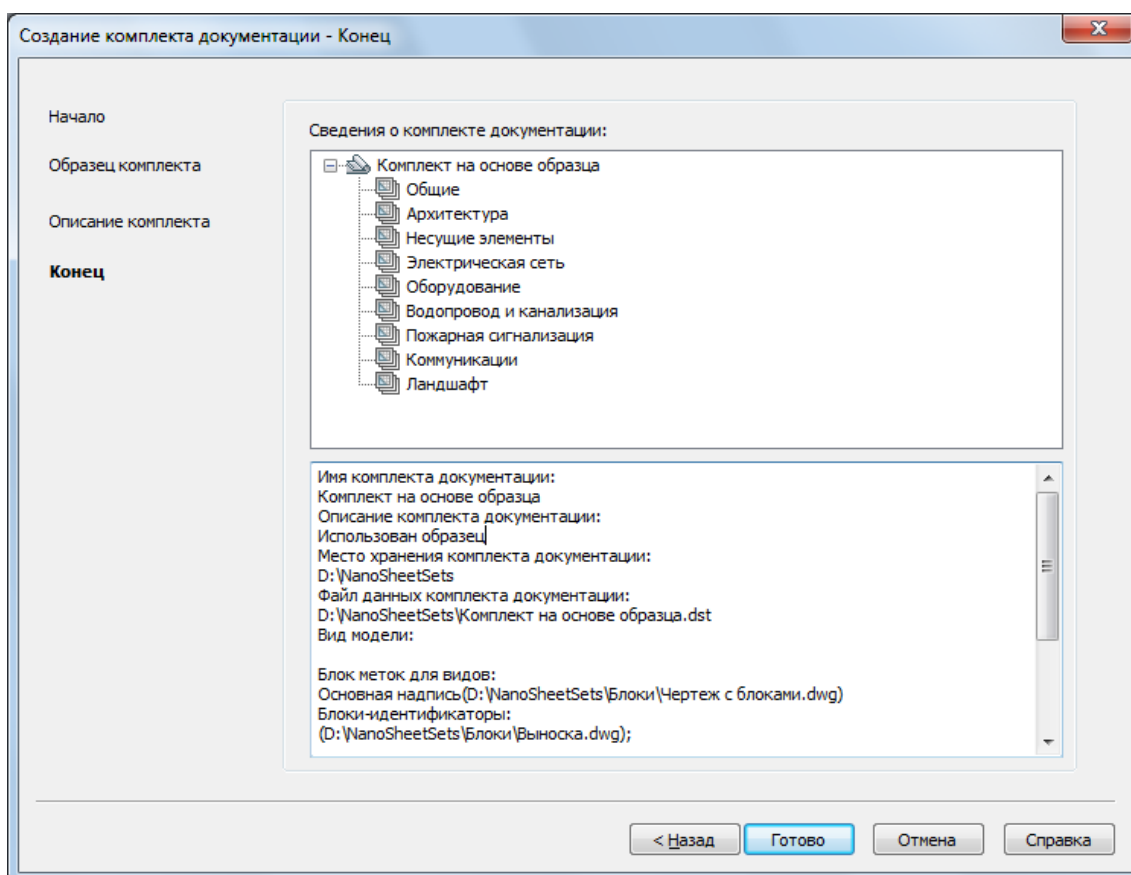 Создание комплекта документации - Конец
Начало
Образец комплекта
Описание комплекта
Конец
Сведения о комплекте документации:
Комплект на основе образца
Общие
Архитектура
Несущие элементы
Электрическая сеть
Оборудование
Водопровод и канализация
Пожарная сигнализация
Коммуникации
Ландшафт
Имя комплекта документации:
Комплект на основе образца
Описание комплекта документации:
Использован образец
Место хранения комплекта документации:
D:\NanoSheetSets
Файл данных комплекта документации:
D:\NanoSheetSets\Комплект на основе образца.dst
Вид модели:
Блок меток для видов:
Основная надпись(D:\NanoSheetSets\Блоки\Чертеж с блоками.dwg)
Блоки-идентификаторы:
(D:\NanoSheetSets\Блоки\Выноска.dwg);
< Назад
Готово
Отмена
Справка